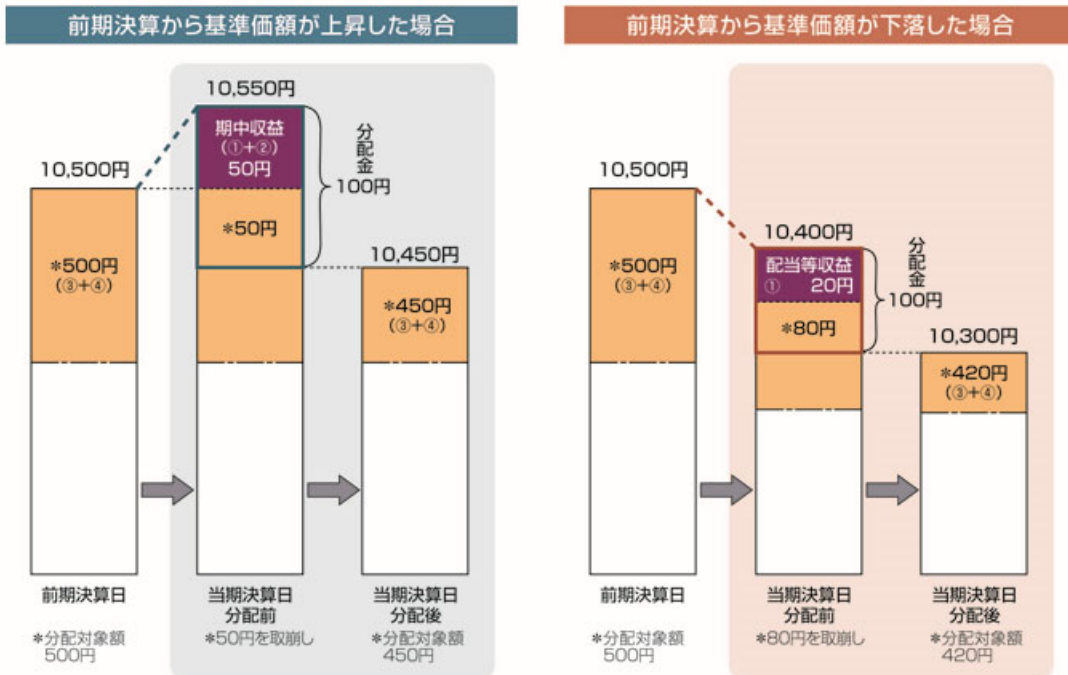 前期決算から基準価額が上昇した場合
10,550円
期中収益
(①+②)
50円
分配金
100円
10,500円
*50円
10,450円
*500円
(③+④)
*450円
(③+④)
前期決算日
当期決算日
分配前
当期決算日
分配後
*分配対象額
500円
*50円を取崩し
*分配対象額
450円
前期決算から基準価額が下落した場合
10,500円
10,400円
配当等収益
① 20円
分配金
100円
*500円
(③+④)
*80円
10,300円
*420円
(③+④)
前期決算日
当期決算日
分配前
当期決算日
分配後
*分配対象額
500円
*80円を取崩し
*分配対象額
420円